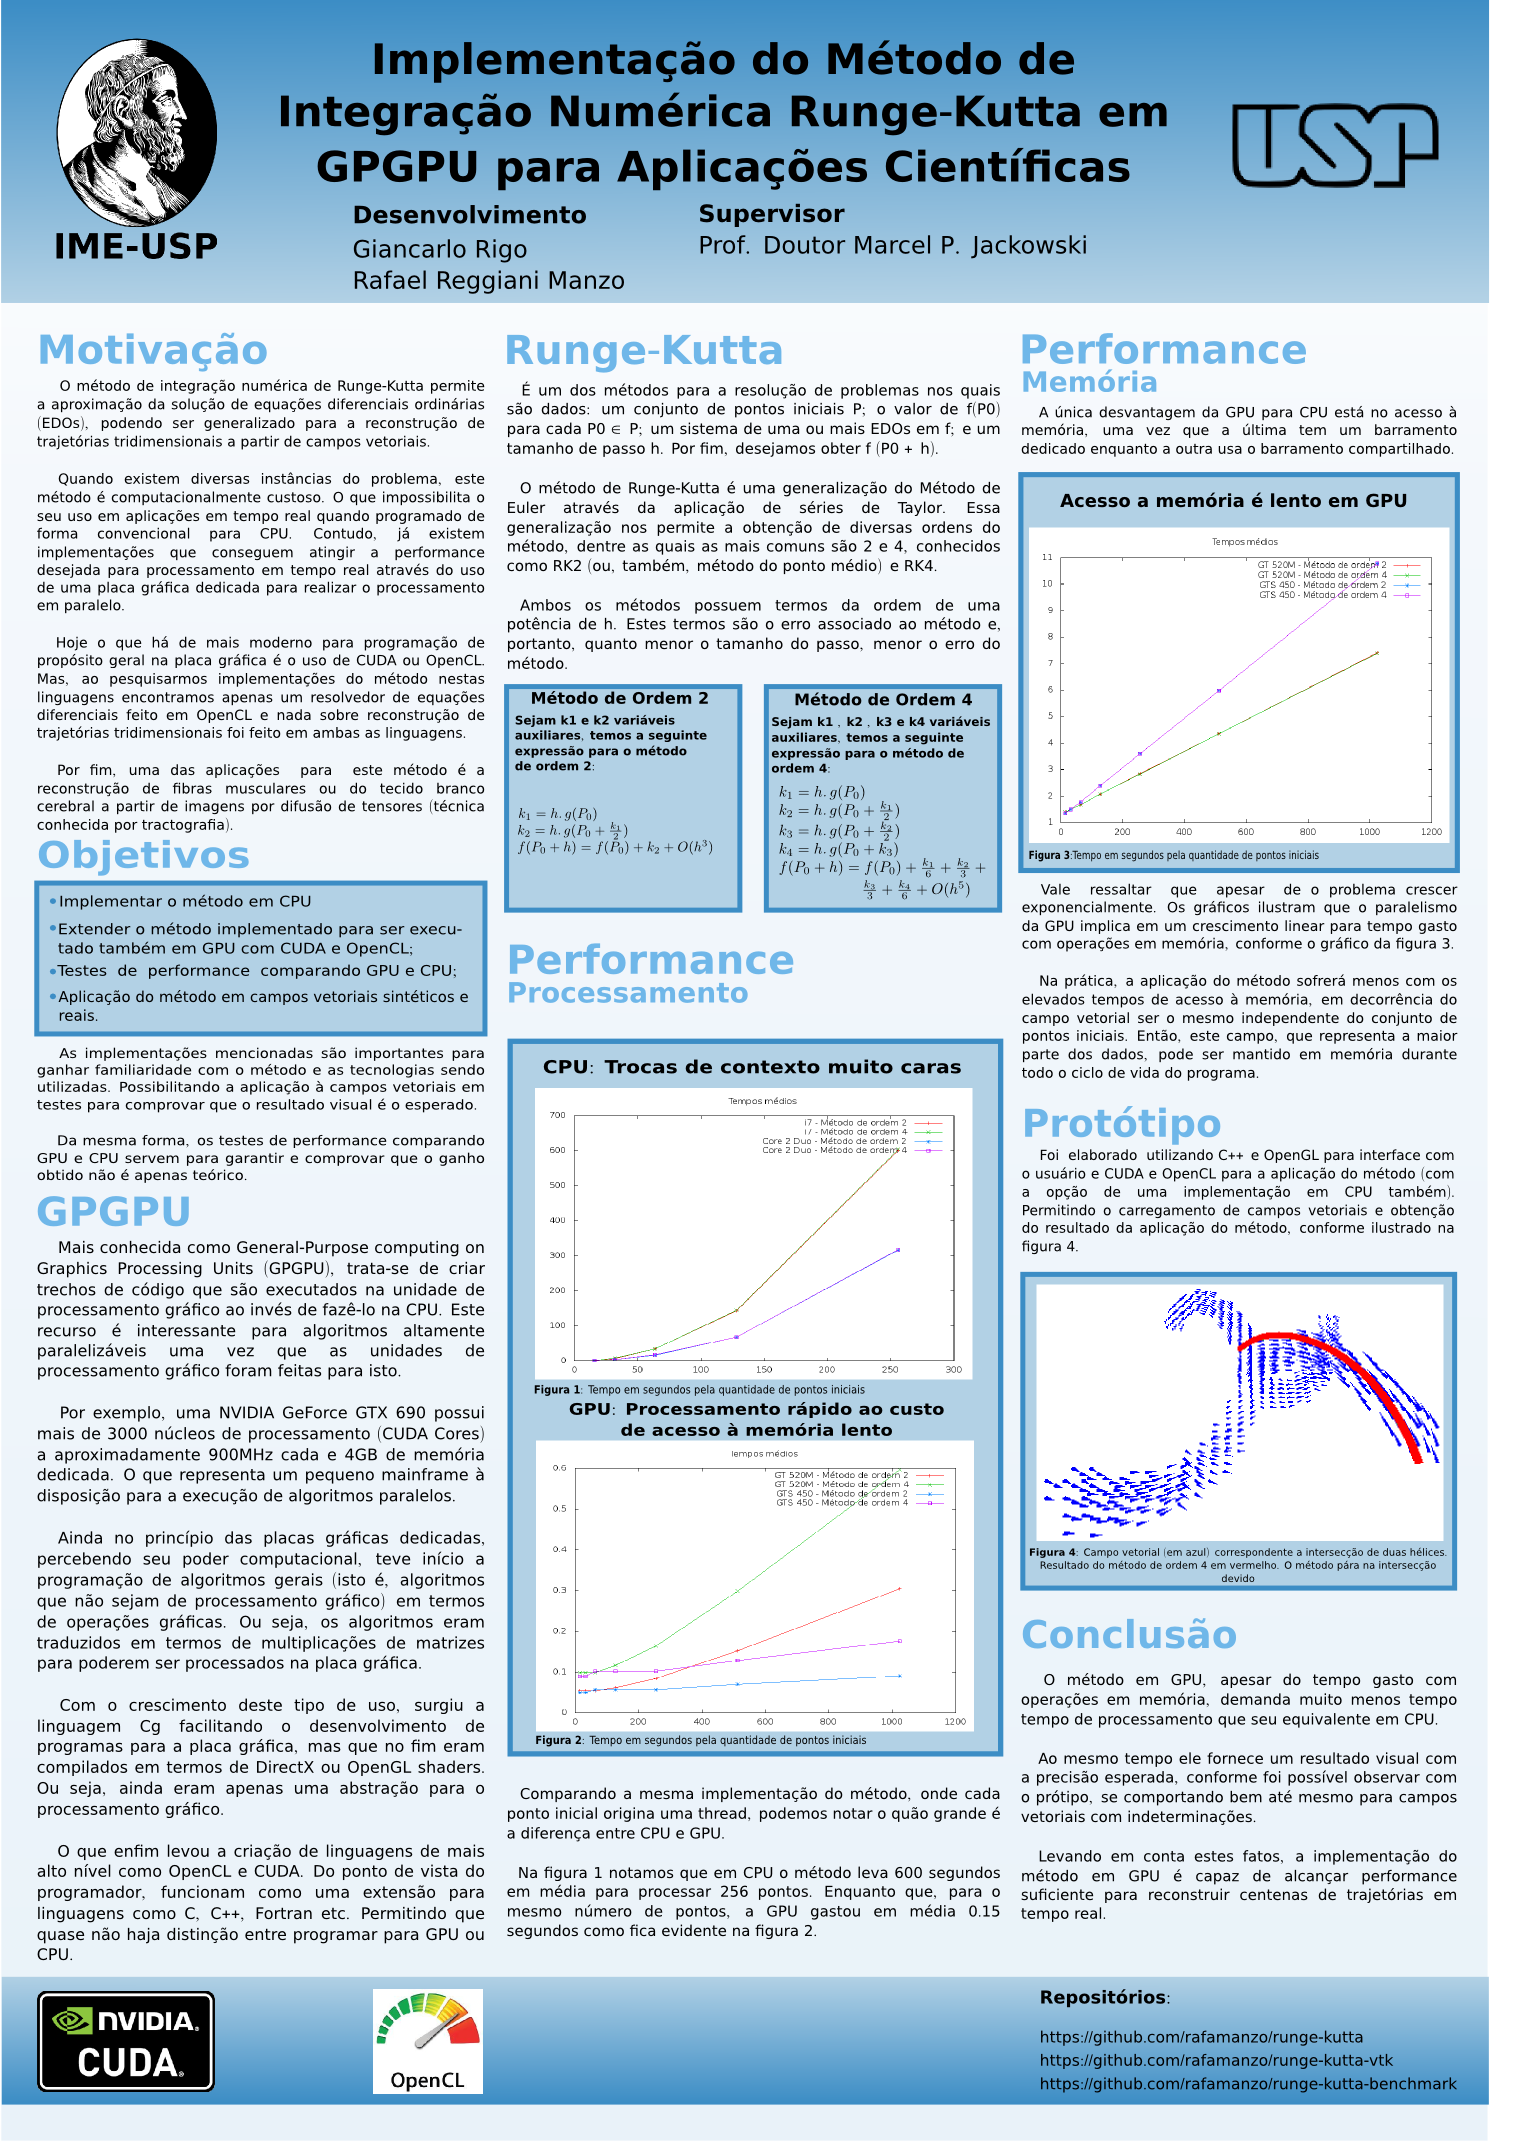 Implementação do Método de
Integração Numérica Runge-Kutta em
GPGPU para Aplicações Científicas
IME-USP
USP
Desenvolvimento
Giancarlo Rigo
Rafael Reggiani Manzo
Supervisor
Prof. Doutor Marcel P. Jackowski
Motivação
O método de integração numérica de Runge-Kutta permite
a aproximação da solução de equações diferenciais ordinárias
(EDOs), podendo ser generalizado para a reconstrução de
trajetórias tridimensionais a partir de campos vetoriais.
Quando existem diversas instâncias do problema, este
método é computacionalmente custoso. O que impossibilita o
seu uso em aplicações em tempo real quando programado de
forma convencional para CPU. Contudo, já existem
implementações que conseguem atingir a performance
desejada para processamento em tempo real através do uso
de uma placa gráfica dedicada para realizar o processamento
em paralelo.
Hoje o que há de mais moderno para programação de
propósito geral na placa gráfica é o uso de CUDA ou OpenCL.
Mas, ao pesquisarmos implementações do método nestas
linguagens encontramos apenas um resolvedor de equações
diferenciais feito em OpenCL e nada sobre reconstrução de
trajetórias tridimensionais foi feito em ambas as linguagens.
Por fim, uma das aplicações para este método é a
reconstrução de fibras musculares ou do tecido branco
cerebral a partir de imagens por difusão de tensores (técnica
conhecida por tractografia).
Objetivos
•Implementar o método em CPU
•Extender o método implementado para ser execu-
tado também em GPU com CUDA e OpenCL;
•Testes de performance comparando GPU e CPU;
•Aplicação do método em campos vetoriais sintéticos e
reais.
As implementações mencionadas são importantes para
ganhar familiaridade com o método e as tecnologias sendo
utilizadas. Possibilitando a aplicação à campos vetoriais em
testes para comprovar que o resultado visual é o esperado.
Da mesma forma, os testes de performance comparando
GPU e CPU servem para garantir e comprovar que o ganho
obtido não é apenas teórico.
GPGPU
Mais conhecida como General-Purpose computing on
Graphics Processing Units (GPGPU), trata-se de criar
trechos de código que são executados na unidade de
processamento gráfico ao invés de fazê-lo na CPU. Este
recurso é interessante para algoritmos altamente
paralelizáveis uma vez que as unidades de
processamento gráfico foram feitas para isto.
Por exemplo, uma NVIDIA GeForce GTX 690 possui
mais de 3000 núcleos de processamento (CUDA Cores)
a aproximadamente 900MHz cada e 4GB de memória
dedicada. O que representa um pequeno mainframe à
disposição para a execução de algoritmos paralelos.
Ainda no princípio das placas gráficas dedicadas,
percebendo seu poder computacional, teve início a
programação de algoritmos gerais (isto é, algoritmos
que não sejam de processamento gráfico) em termos
de operações gráficas. Ou seja, os algoritmos eram
traduzidos em termos de multiplicações de matrizes
para poderem ser processados na placa gráfica.
Com o crescimento deste tipo de uso, surgiu a
linguagem Cg facilitando o desenvolvimento de
programas para a placa gráfica, mas que no fim eram
compilados em termos de DirectX ou OpenGL shaders.
Ou seja, ainda eram apenas uma abstração para o
processamento gráfico.
O que enfim levou a criação de linguagens de mais
alto nível como OpenCL e CUDA. Do ponto de vista do
programador, funcionam como uma extensão para
linguagens como C, C++, Fortran etc. Permitindo que
quase não haja distinção entre programar para GPU ou
CPU.
Runge-Kutta
É um dos métodos para a resolução de problemas nos quais
são dados: um conjunto de pontos iniciais P; o valor de f(P0)
para cada P0 ∈ P; um sistema de uma ou mais EDOs em f; e um
tamanho de passo h. Por fim, desejamos obter f (P0 + h).
O método de Runge-Kutta é uma generalização do Método de
Euler através da aplicação de séries de Taylor. Essa
generalização nos permite a obtenção de diversas ordens do
método, dentre as quais as mais comuns são 2 e 4, conhecidos
como RK2 (ou, também, método do ponto médio) e RK4.
Ambos os métodos possuem termos da ordem de uma
potência de h. Estes termos são o erro associado ao método e,
portanto, quanto menor o tamanho do passo, menor o erro do
método.
Método de Ordem 2
Sejam k1 e k2 variáveis
auxiliares, temos a seguinte
expressão para o método
de ordem 2:
k₁ = h.g(P₀)
k₂ = h.g(P₀ + k₁/2)
f(P₀ + h) = f(P₀) + k₂ + O(h³)
Método de Ordem 4
Sejam k1 , k2 , k3 e k4 variáveis
auxiliares, temos a seguinte
expressão para o método de
ordem 4:
k₁ = h.g(P₀)
k₂ = h.g(P₀ + k₁/2)
k₃ = h.g(P₀ + k₂/2)
k₄ = h.g(P₀ + k₃)
f(P₀ + h) = f(P₀) + k₁/6 + k₂/3 +
k₃/3 + k₄/6 + O(h⁵)
Performance
Processamento
CPU: Trocas de contexto muito caras
Tempos médios
i7 - Método de ordem 2
i7 - Método de ordem 4
Core 2 Duo - Método de ordem 2
Core 2 Duo - Método de ordem 4
700
600
500
400
300
200
100
0
0 50 100 150 200 250 300
Figura 1: Tempo em segundos pela quantidade de pontos iniciais
GPU: Processamento rápido ao custo
de acesso à memória lento
Tempos médios
GT 520M - Método de ordem 2
GT 520M - Método de ordem 4
GTS 450 - Método de ordem 2
GTS 450 - Método de ordem 4
0.6
0.5
0.4
0.3
0.2
0.1
0
0 200 400 600 800 1000 1200
Figura 2: Tempo em segundos pela quantidade de pontos iniciais
Comparando a mesma implementação do método, onde cada
ponto inicial origina uma thread, podemos notar o quão grande é
a diferença entre CPU e GPU.
Na figura 1 notamos que em CPU o método leva 600 segundos
em média para processar 256 pontos. Enquanto que, para o
mesmo número de pontos, a GPU gastou em média 0.15
segundos como fica evidente na figura 2.
Performance
Memória
A única desvantagem da GPU para CPU está no acesso à
memória, uma vez que a última tem um barramento
dedicado enquanto a outra usa o barramento compartilhado.
Acesso a memória é lento em GPU
Tempos médios
GT 520M - Método de ordem 2
GT 520M - Método de ordem 4
GTS 450 - Método de ordem 2
GTS 450 - Método de ordem 4
11
10
9
8
7
6
5
4
3
2
1
0 200 400 600 800 1000 1200
Figura 3:Tempo em segundos pela quantidade de pontos iniciais
Vale ressaltar que apesar de o problema crescer
exponencialmente. Os gráficos ilustram que o paralelismo
da GPU implica em um crescimento linear para tempo gasto
com operações em memória, conforme o gráfico da figura 3.
Na prática, a aplicação do método sofrerá menos com os
elevados tempos de acesso à memória, em decorrência do
campo vetorial ser o mesmo independente do conjunto de
pontos iniciais. Então, este campo, que representa a maior
parte dos dados, pode ser mantido em memória durante
todo o ciclo de vida do programa.
Protótipo
Foi elaborado utilizando C++ e OpenGL para interface com
o usuário e CUDA e OpenCL para a aplicação do método (com
a opção de uma implementação em CPU também).
Permitindo o carregamento de campos vetoriais e obtenção
do resultado da aplicação do método, conforme ilustrado na
figura 4.
Figura 4: Campo vetorial (em azul) correspondente a intersecção de duas hélices.
Resultado do método de ordem 4 em vermelho. O método pára na intersecção
devido
Conclusão
O método em GPU, apesar do tempo gasto com
operações em memória, demanda muito menos tempo
tempo de processamento que seu equivalente em CPU.
Ao mesmo tempo ele fornece um resultado visual com
a precisão esperada, conforme foi possível observar com
o prótipo, se comportando bem até mesmo para campos
vetoriais com indeterminações.
Levando em conta estes fatos, a implementação do
método em GPU é capaz de alcançar performance
suficiente para reconstruir centenas de trajetórias em
tempo real.
NVIDIA.
CUDA.
OpenCL
Repositórios:
https://github.com/rafamanzo/runge-kutta
https://github.com/rafamanzo/runge-kutta-vtk
https://github.com/rafamanzo/runge-kutta-benchmark